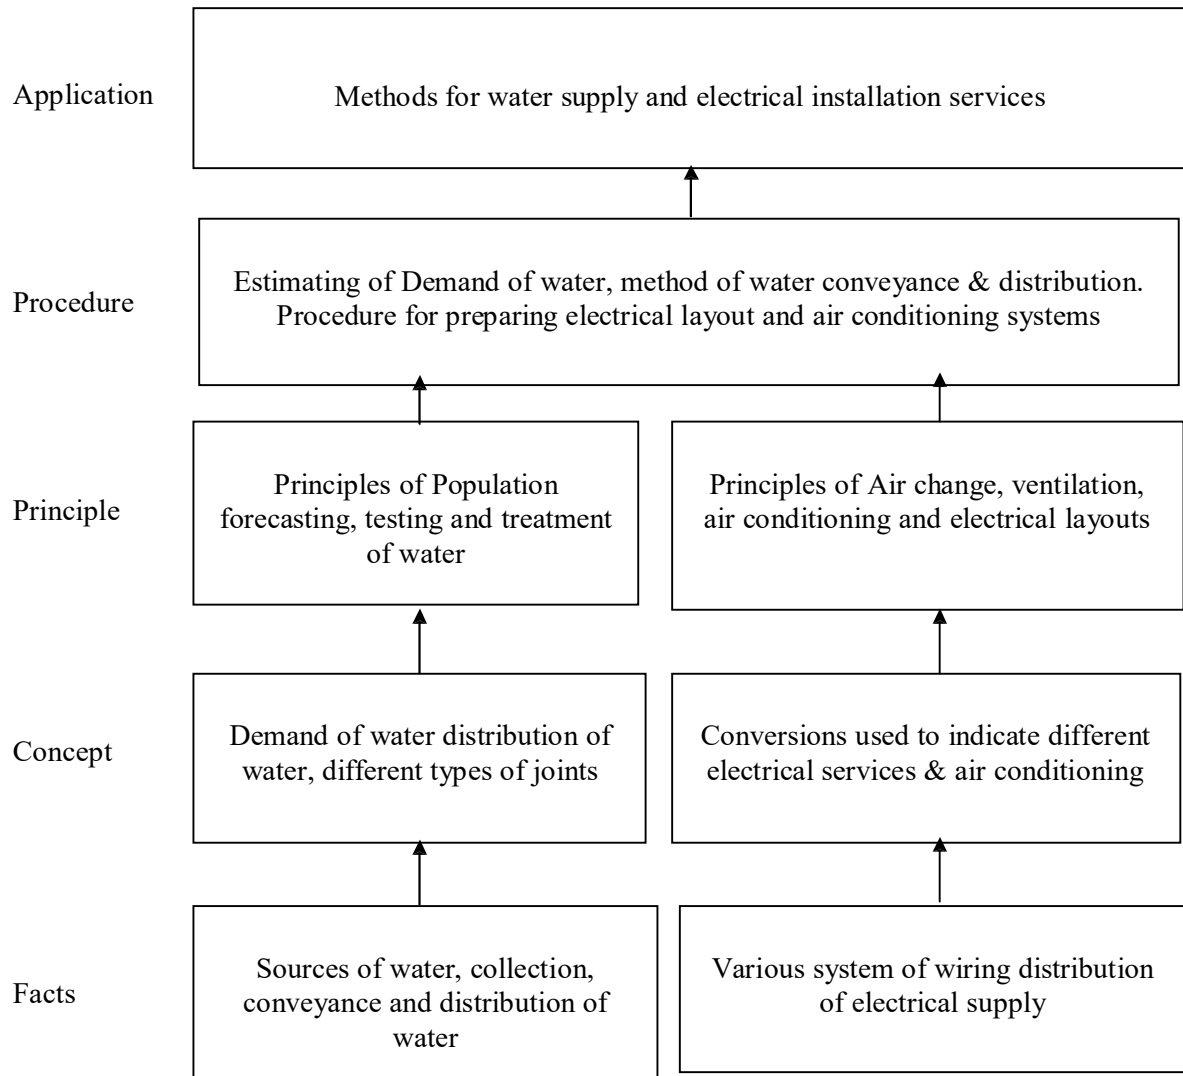 Application
Methods for water supply and electrical installation services
Procedure
Estimating of Demand of water, method of water conveyance & distribution.
Procedure for preparing electrical layout and air conditioning systems
Principle
Principles of Population
forecasting, testing and treatment
of water
Principles of Air change, ventilation,
air conditioning and electrical layouts
Concept
Demand of water distribution of
water, different types of joints
Conversions used to indicate different
electrical services & air conditioning
Facts
Sources of water, collection,
conveyance and distribution of
water
Various system of wiring distribution
of electrical supply